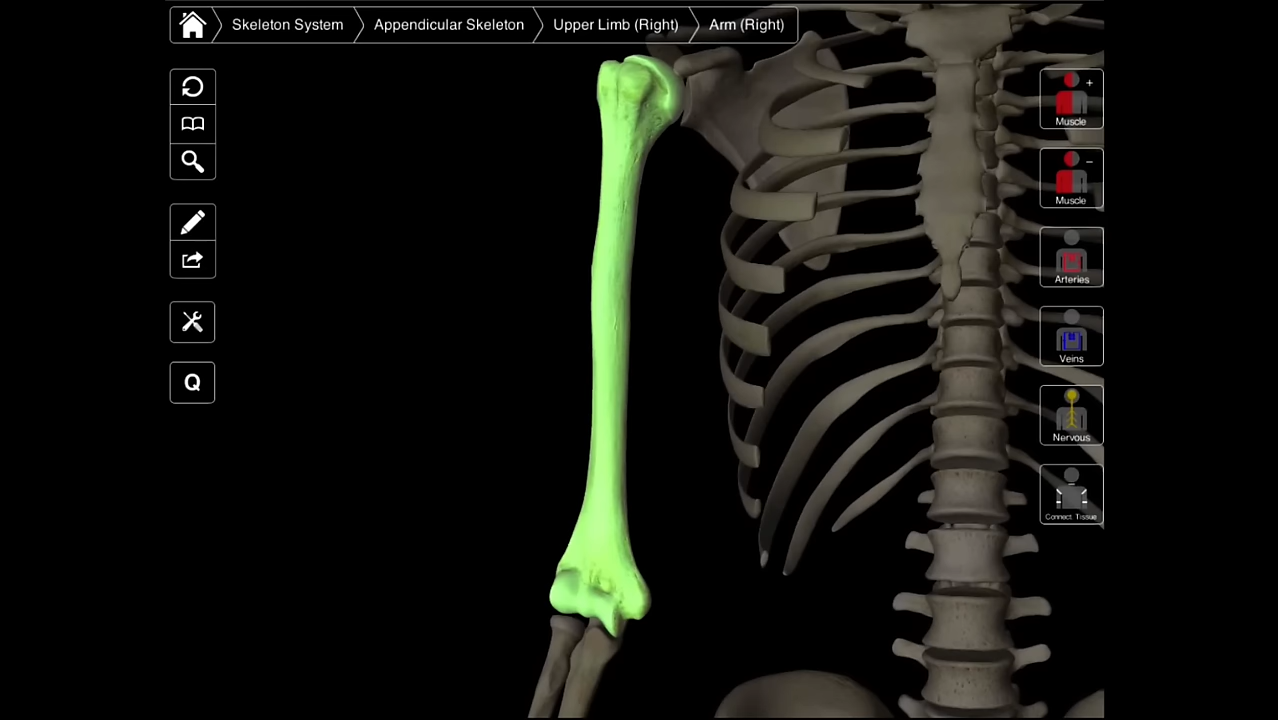 Skeleton System
Appendicular Skeleton
Upper Limb (Right)
Arm (Right)
Q
+
Muscle
−
Muscle
Arteries
Veins
Nervous
Connect Tissue